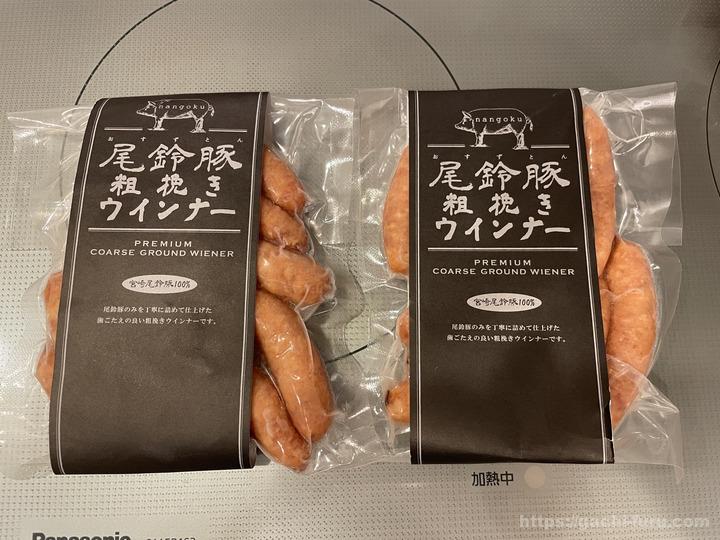 nangoku
おすずとん
尾鈴豚
粗挽き
ウインナー
PREMIUM
COARSE GROUND WIENER
宮崎尾鈴豚100%
尾鈴豚のみを丁寧に詰めて仕上げた
歯ごたえの良い粗挽きウインナーです。
nangoku
おすずとん
尾鈴豚
粗挽き
ウインナー
PREMIUM
COARSE GROUND WIENER
宮崎尾鈴豚100%
尾鈴豚のみを丁寧に詰めて仕上げた
歯ごたえの良い粗挽きウインナーです。
加熱中
Panasonic
https://gachi-furu.com